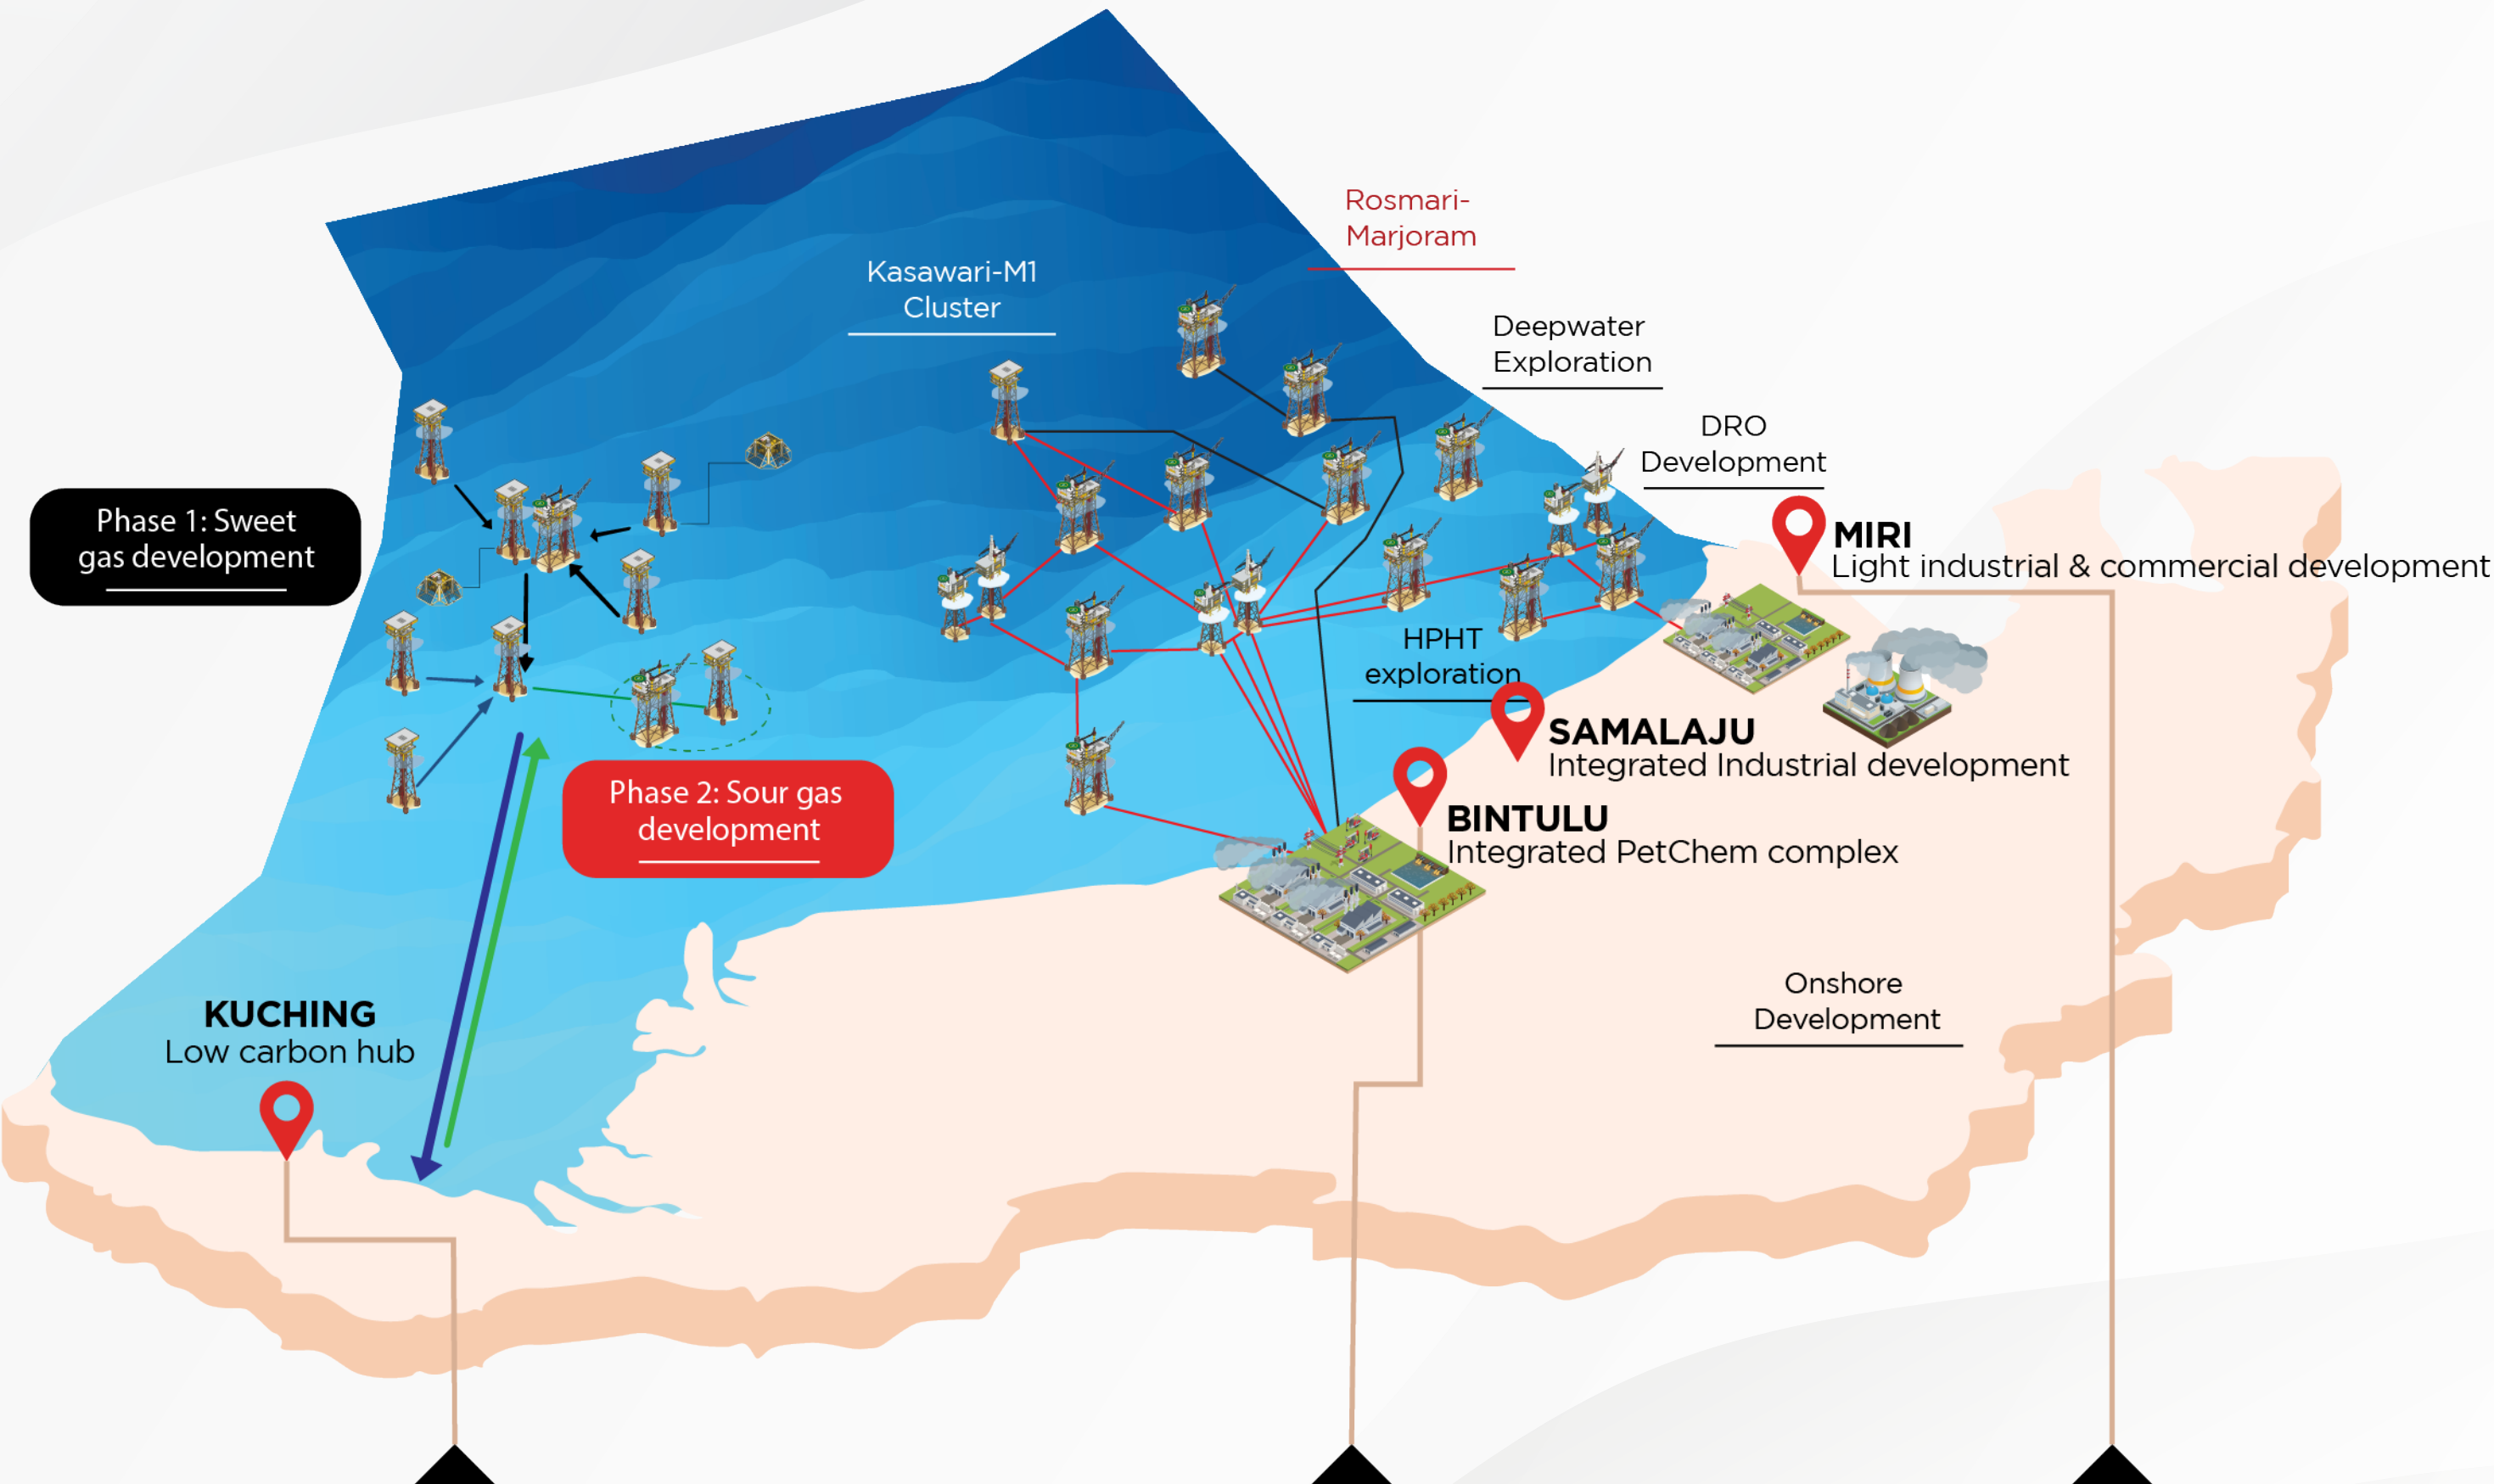 Rosmari-
Marjoram
Kasawari-M1
Cluster
Deepwater
Exploration
DRO
Development
Phase 1: Sweet
gas development
MIRI
Light industrial & commercial development
HPHT
exploration
SAMALAJU
Integrated Industrial development
Phase 2: Sour gas
development
BINTULU
Integrated PetChem complex
Onshore
Development
KUCHING
Low carbon hub